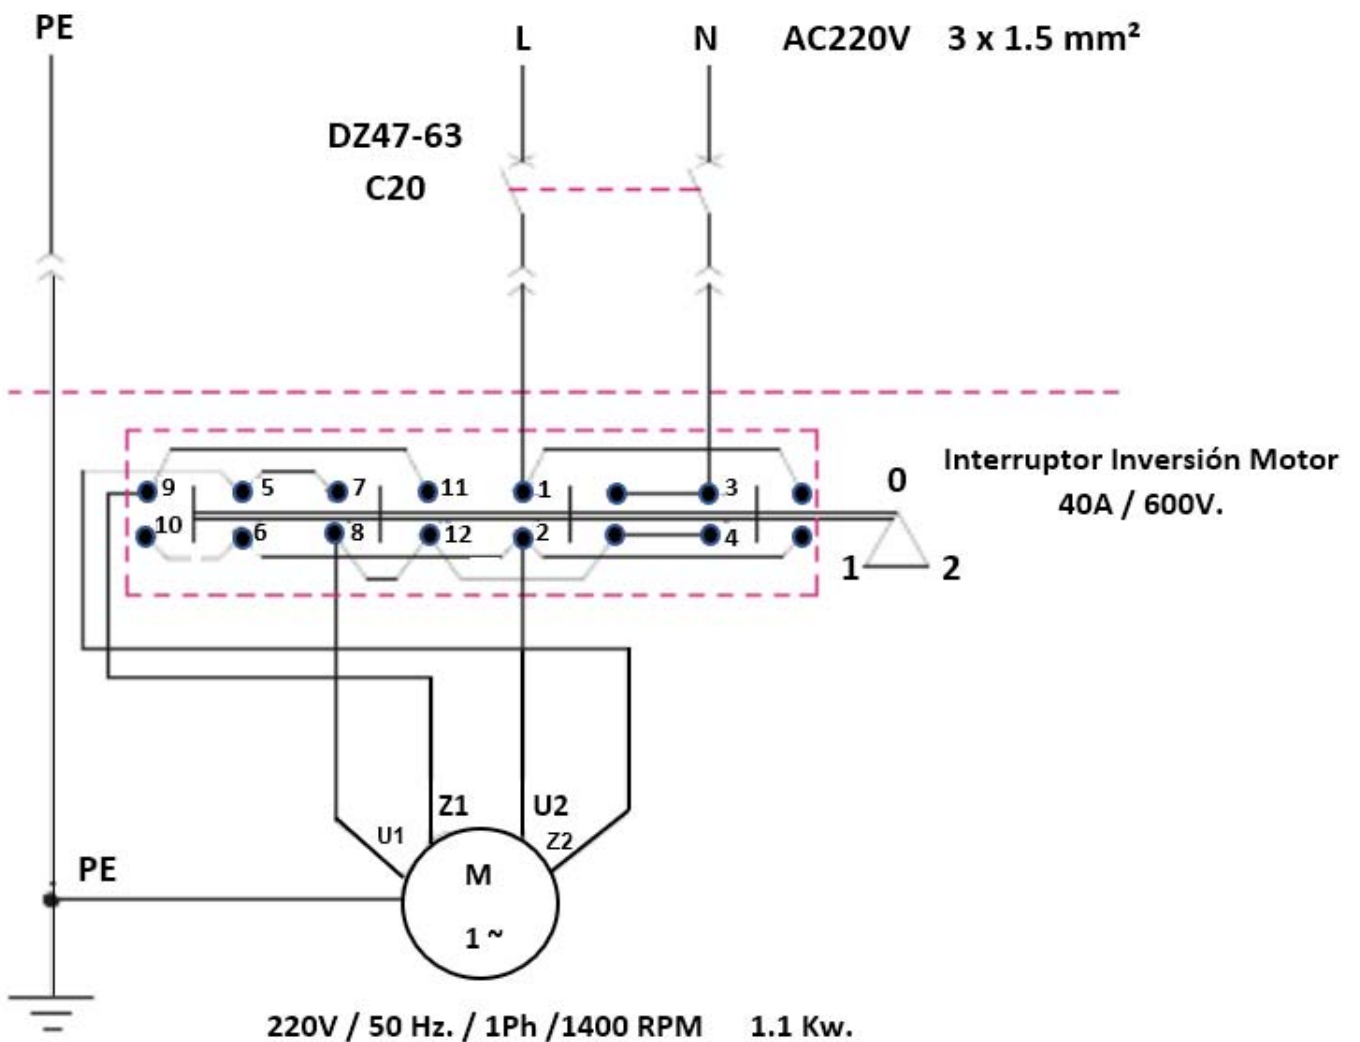 PE
L N AC220V 3 x 1.5 mm²
DZ47-63
C20
9 5 7 11 1 3
10 6 8 12 2 4
0
1 2
Interruptor Inversión Motor
40A / 600V.
U1 Z1 U2 Z2
PE
M
1 ~
220V / 50 Hz. / 1Ph /1400 RPM 1.1 Kw.